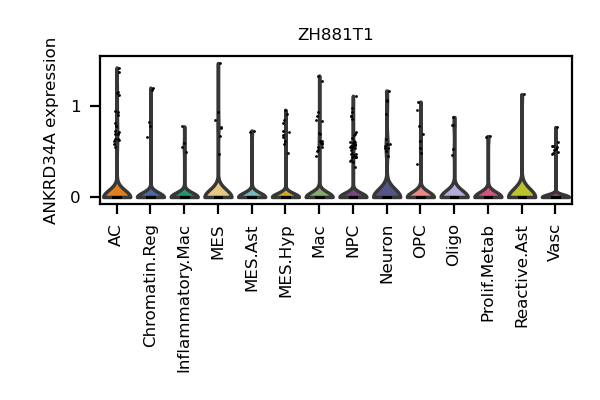 ZH881T1
ANKRD34A expression
1
0
AC
Chromatin.Reg
Inflammatory.Mac
MES
MES.Ast
MES.Hyp
Mac
NPC
Neuron
OPC
Oligo
Prolif.Metab
Reactive.Ast
Vasc